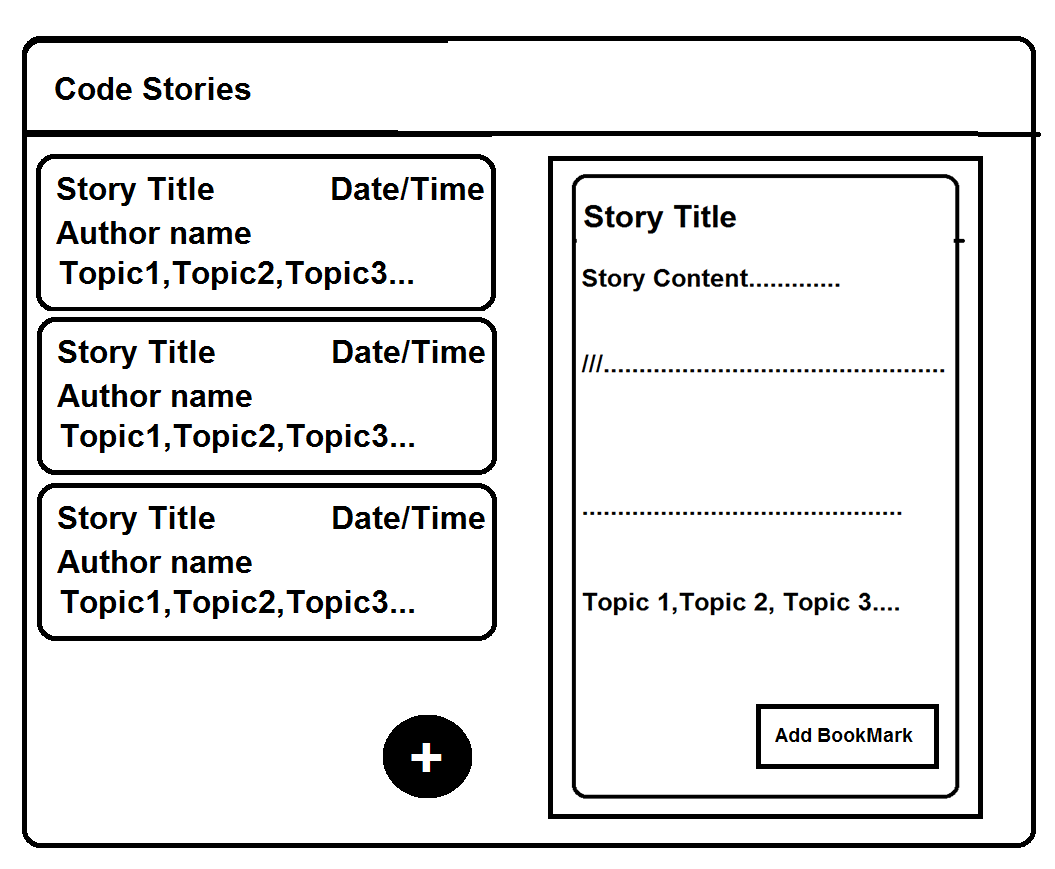 Code Stories
Story Title Date/Time
Author name
Topic1,Topic2,Topic3...
Story Title Date/Time
Author name
Topic1,Topic2,Topic3...
Story Title Date/Time
Author name
Topic1,Topic2,Topic3...
+
Story Title
Story Content.............
///................................................
.............................................
Topic 1,Topic 2, Topic 3....
Add BookMark